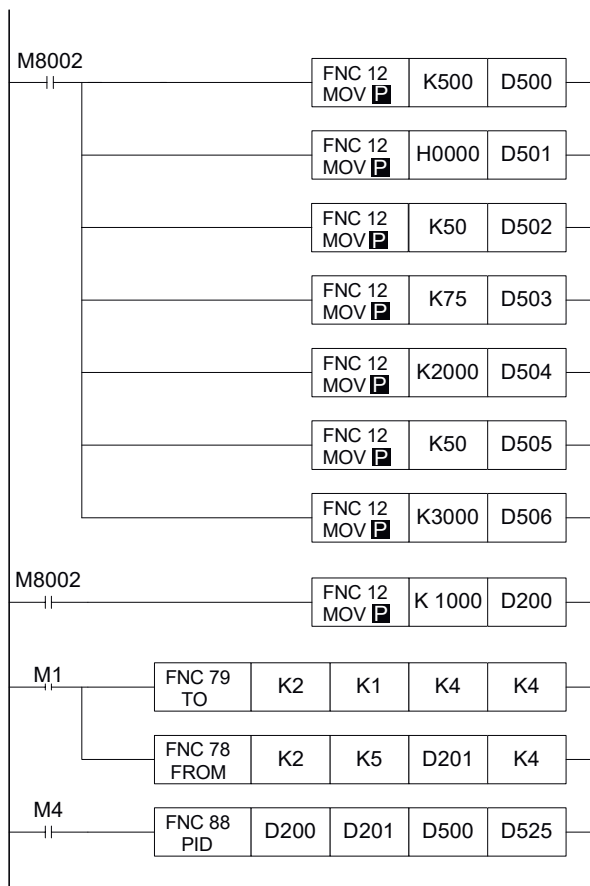 M8002
FNC 12 MOV P K500 D500
FNC 12 MOV P H0000 D501
FNC 12 MOV P K50 D502
FNC 12 MOV P K75 D503
FNC 12 MOV P K2000 D504
FNC 12 MOV P K50 D505
FNC 12 MOV P K3000 D506
M8002
FNC 12 MOV P K 1000 D200
M1
FNC 79 TO K2 K1 K4 K4
FNC 78 FROM K2 K5 D201 K4
M4
FNC 88 PID D200 D201 D500 D525